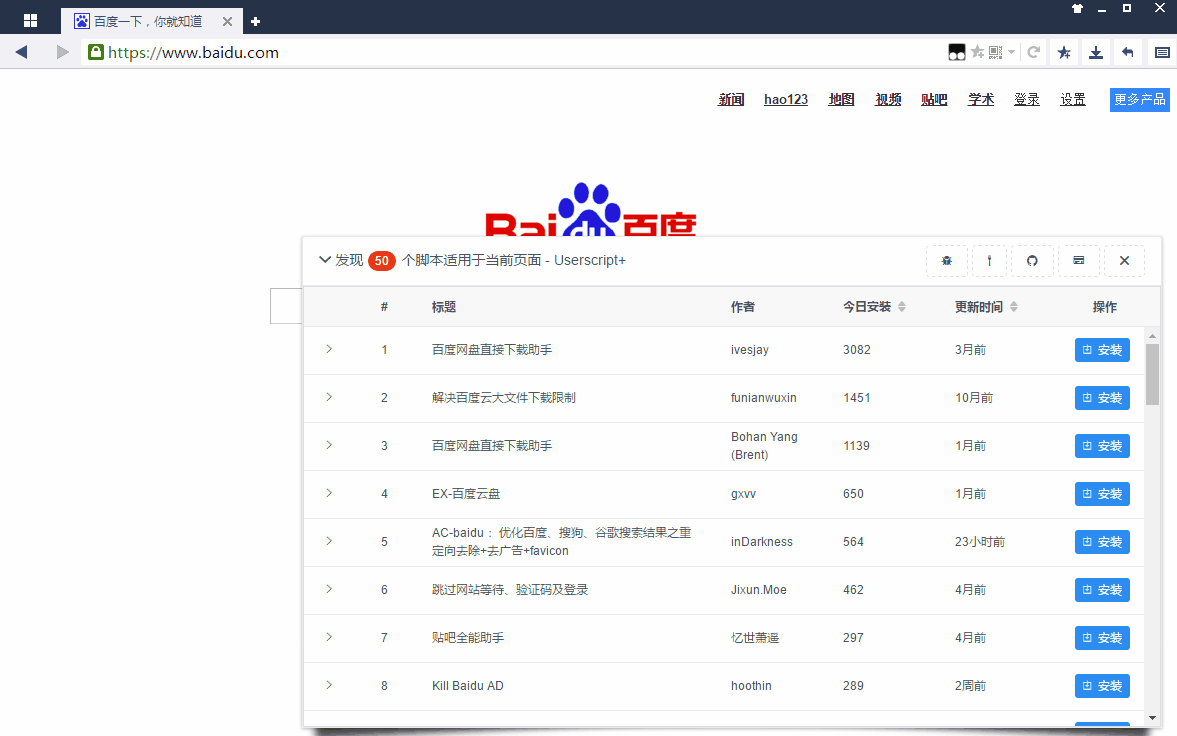 百度一下，你就知道
https://www.baidu.com
新闻 hao123 地图 视频 贴吧 学术 登录 设置 更多产品
Bai du 百度
发现 50 个脚本适用于当前页面 - Userscript+
# 标题 作者 今日安装 更新时间 操作
1 百度网盘直接下载助手 ivesjay 3082 3月前 安装
2 解决百度云大文件下载限制 funianwuxin 1451 10月前 安装
3 百度网盘直接下载助手 Bohan Yang (Brent) 1139 1月前 安装
4 EX-百度云盘 gxvv 650 1月前 安装
5 AC-baidu： 优化百度、搜狗、谷歌搜索结果之重
定向去除+去广告+favicon inDarkness 564 23小时前 安装
6 跳过网站等待、验证码及登录 Jixun.Moe 462 4月前 安装
7 贴吧全能助手 忆世萧遥 297 4月前 安装
8 Kill Baidu AD hoothin 289 2周前 安装